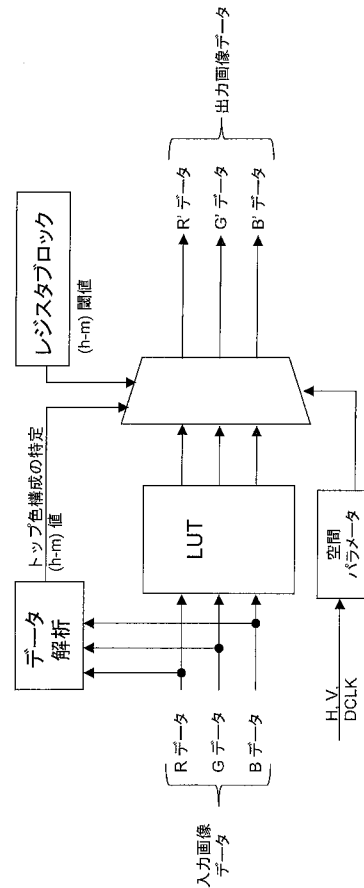 レジスタブロック
(h-m) 閾値
トップ色構成の特定
(h-m) 値
データ
解析
入力画像
データ
R データ
G データ
B データ
LUT
R' データ
G' データ
B' データ
出力画像データ
空間
パラメータ
H, V,
DCLK